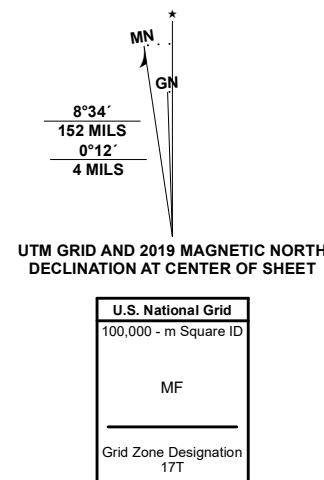 ★
MN
GN
8°34´
152 MILS
0°12´
4 MILS
UTM GRID AND 2019 MAGNETIC NORTH
DECLINATION AT CENTER OF SHEET
U.S. National Grid
100,000 - m Square ID
MF
Grid Zone Designation
17T